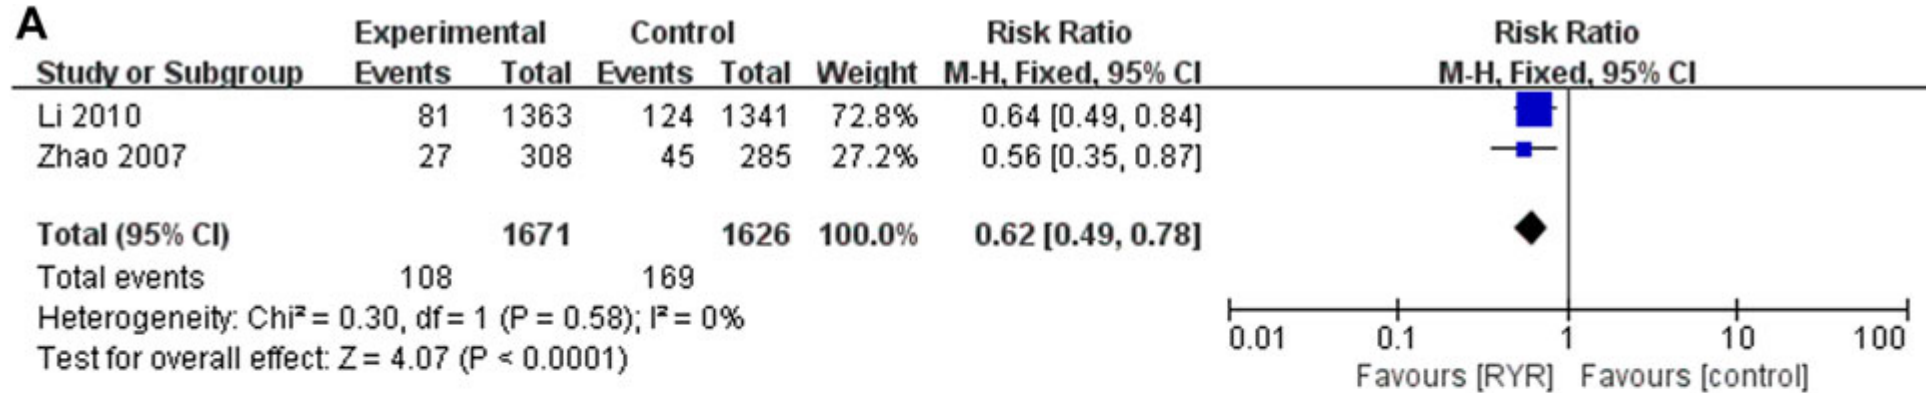 A
Experimental Control Risk Ratio Risk Ratio
Study or Subgroup Events Total Events Total Weight M-H, Fixed, 95% CI M-H, Fixed, 95% CI
Li 2010 81 1363 124 1341 72.8% 0.64 [0.49, 0.84]
Zhao 2007 27 308 45 285 27.2% 0.56 [0.35, 0.87]
Total (95% CI) 1671 1626 100.0% 0.62 [0.49, 0.78]
Total events 108 169
Heterogeneity: Chi² = 0.30, df = 1 (P = 0.58); I² = 0%
Test for overall effect: Z = 4.07 (P < 0.0001)
0.01 0.1 1 10 100
Favours [RYR] Favours [control]